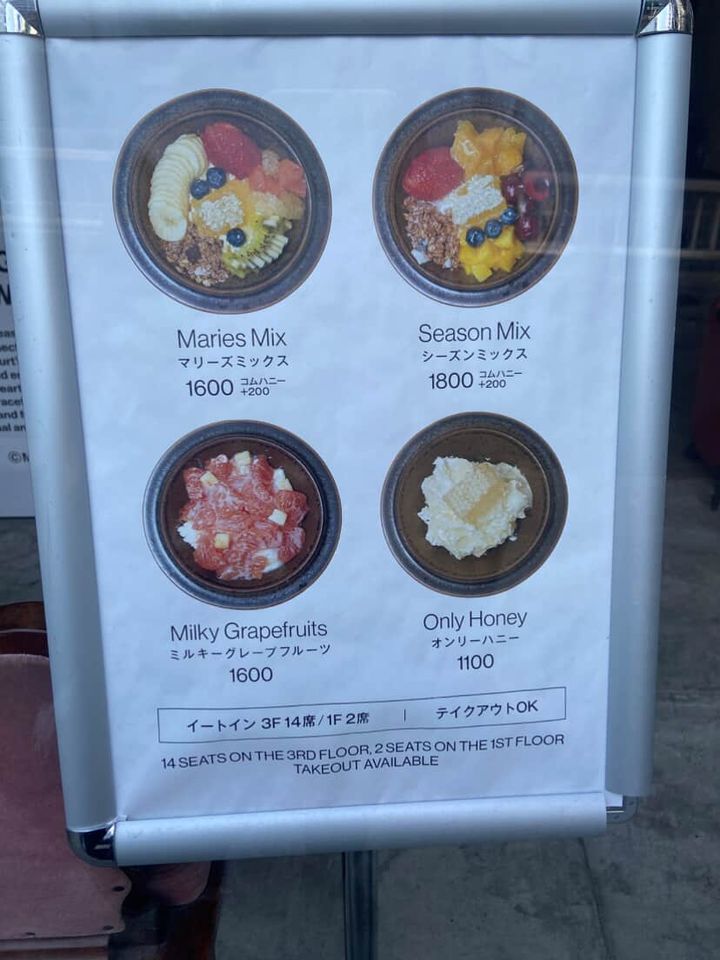 Maries Mix
マリーズミックス
1600 コムハニー +200
Season Mix
シーズンミックス
1800 コムハニー +200
Milky Grapefruits
ミルキーグレープフルーツ
1600
Only Honey
オンリーハニー
1100
イートイン 3F 14席 / 1F 2席 | テイクアウトOK
14 SEATS ON THE 3RD FLOOR, 2 SEATS ON THE 1ST FLOOR
TAKEOUT AVAILABLE